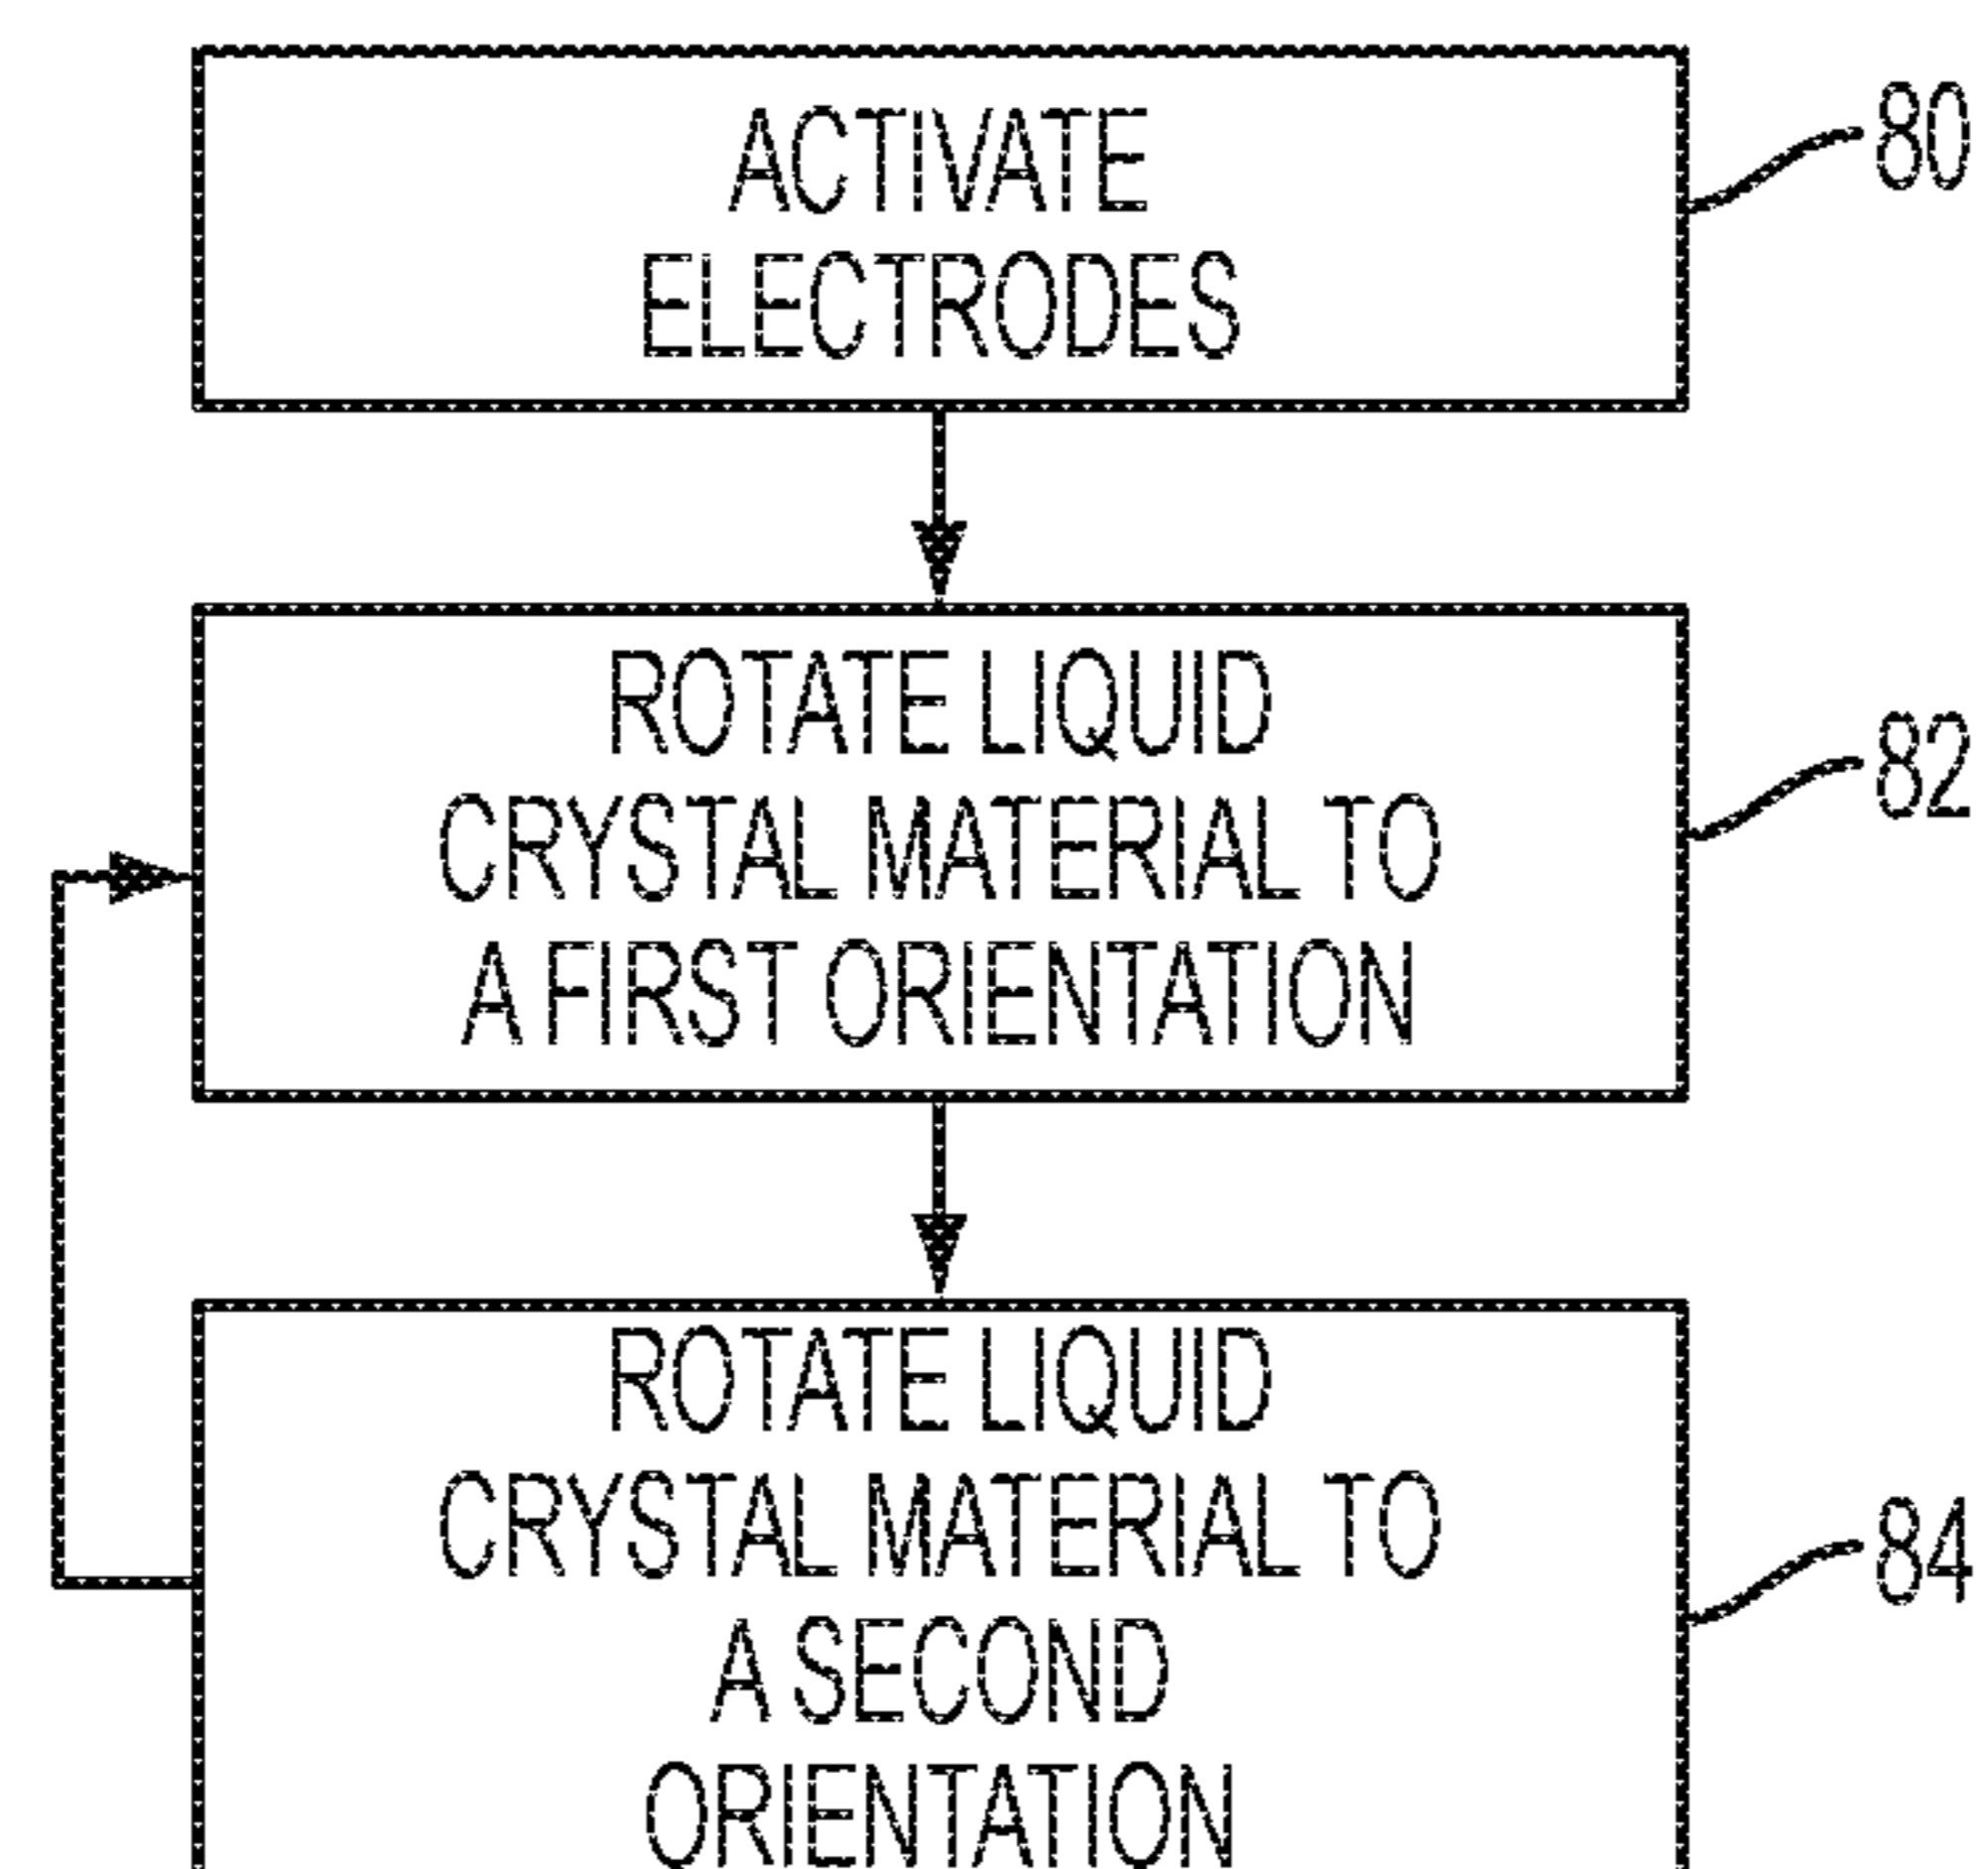 ACTIVATE
ELECTRODES
80
ROTATE LIQUID
CRYSTAL MATERIAL TO
A FIRST ORIENTATION
82
ROTATE LIQUID
CRYSTAL MATERIAL TO
A SECOND
ORIENTATION
84